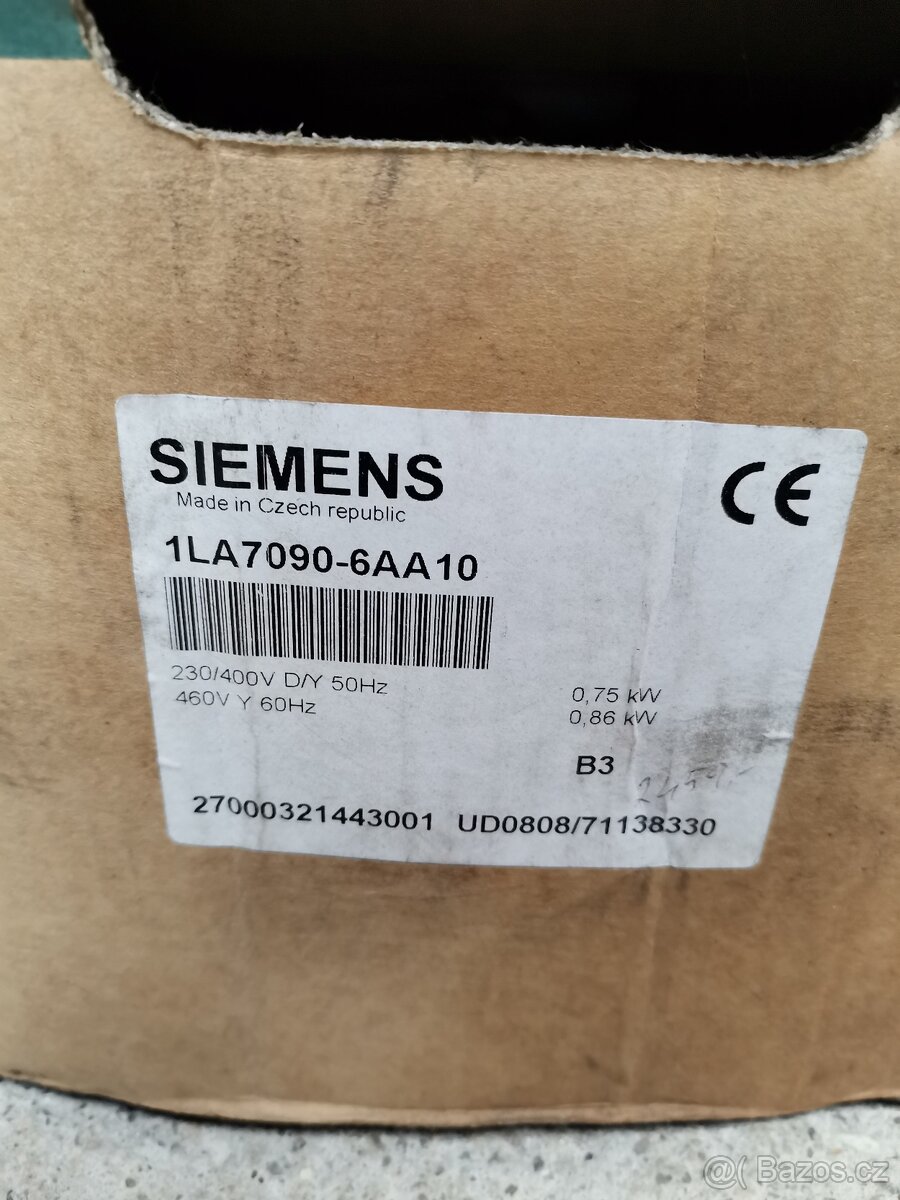 SIEMENS
Made in Czech republic
CE
1LA7090-6AA10
230/400V D/Y 50Hz 0,75 kW
460V Y 60Hz 0,86 kW
B3
27000321443001 UD0808/71138330
@( Bazos.cz